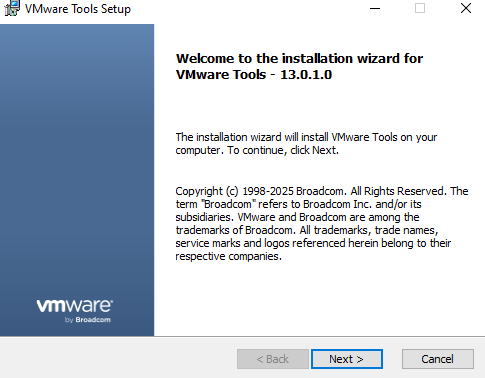 VMware Tools Setup
Welcome to the installation wizard for
VMware Tools - 13.0.1.0
The installation wizard will install VMware Tools on your
computer. To continue, click Next.
Copyright (c) 1998-2025 Broadcom. All Rights Reserved. The
term "Broadcom" refers to Broadcom Inc. and/or its
subsidiaries. VMware and Broadcom are among the
trademarks of Broadcom. All trademarks, trade names,
service marks and logos referenced herein belong to their
respective companies.
vmware
by Broadcom
< Back
Next >
Cancel